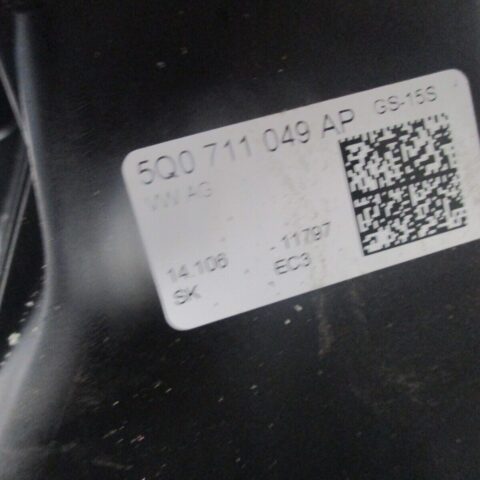 5Q0 711 049 AP GS-15S
VW AG
14.106 -11797
SK EC3